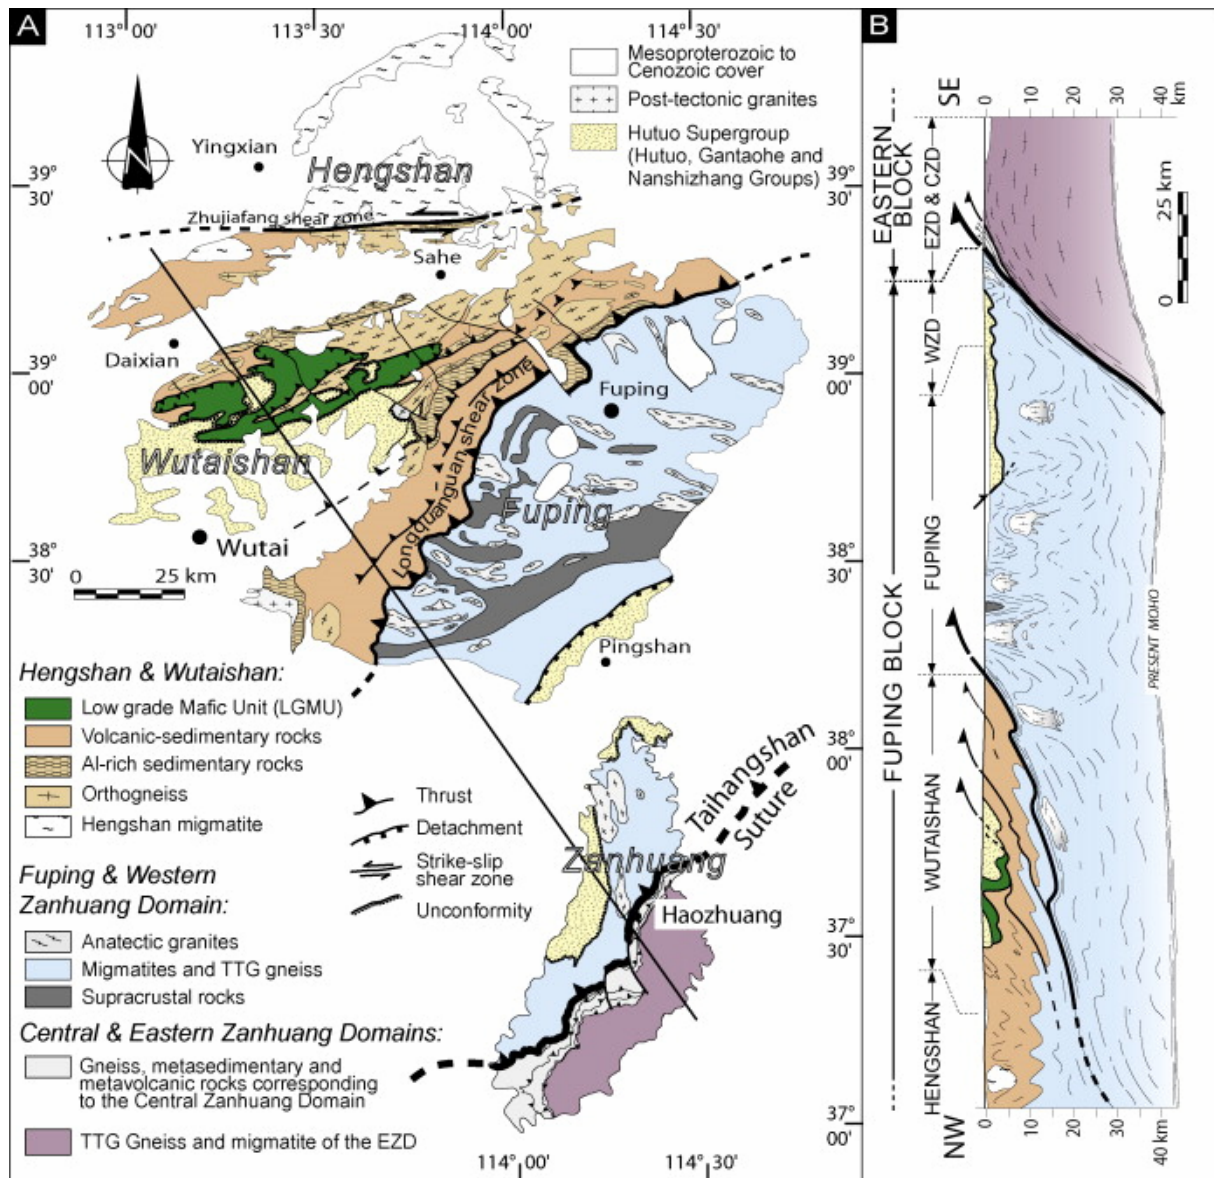 A
113° 00'
113° 30'
114° 00'
114° 30'
Mesoproterozoic to
Cenozoic cover
Post-tectonic granites
Hutuo Supergroup
(Hutuo, Gantaohe and
Nanshizhang Groups)
N
Yingxian
Hengshan
39°
30'
Zhujiafang shear zone
Sahe
Daixian
39°
00'
39°
30'
39°
00'
Fuping
Longquanguan shear zone
Wutaishan
Fuping
Wutai
38°
30'
38°
30'
0 25 km
Pingshan
Hengshan & Wutaishan:
Low grade Mafic Unit (LGMU)
Volcanic-sedimentary rocks
Al-rich sedimentary rocks
Orthogneiss
Hengshan migmatite
Thrust
Detachment
Strike-slip
shear zone
Unconformity
38°
00'
Taihangshan
Suture
Zanhuang
Haozhuang
37°
30'
Fuping & Western
Zanhuang Domain:
Anatectic granites
Migmatites and TTG gneiss
Supracrustal rocks
Central & Eastern Zanhuang Domains:
Gneiss, metasedimentary and
metavolcanic rocks corresponding
to the Central Zanhuang Domain
TTG Gneiss and migmatite of the EZD
37°
00'
114° 00'
114° 30'
B
SE
0 10 20 30 40
km
EASTERN
BLOCK
EZD & CZD
0 25 km
WZD
FUPING
FUPING BLOCK
PRESENT MOHO
WUTAISHAN
HENGSHAN
NW
0 10 20 30 40 km